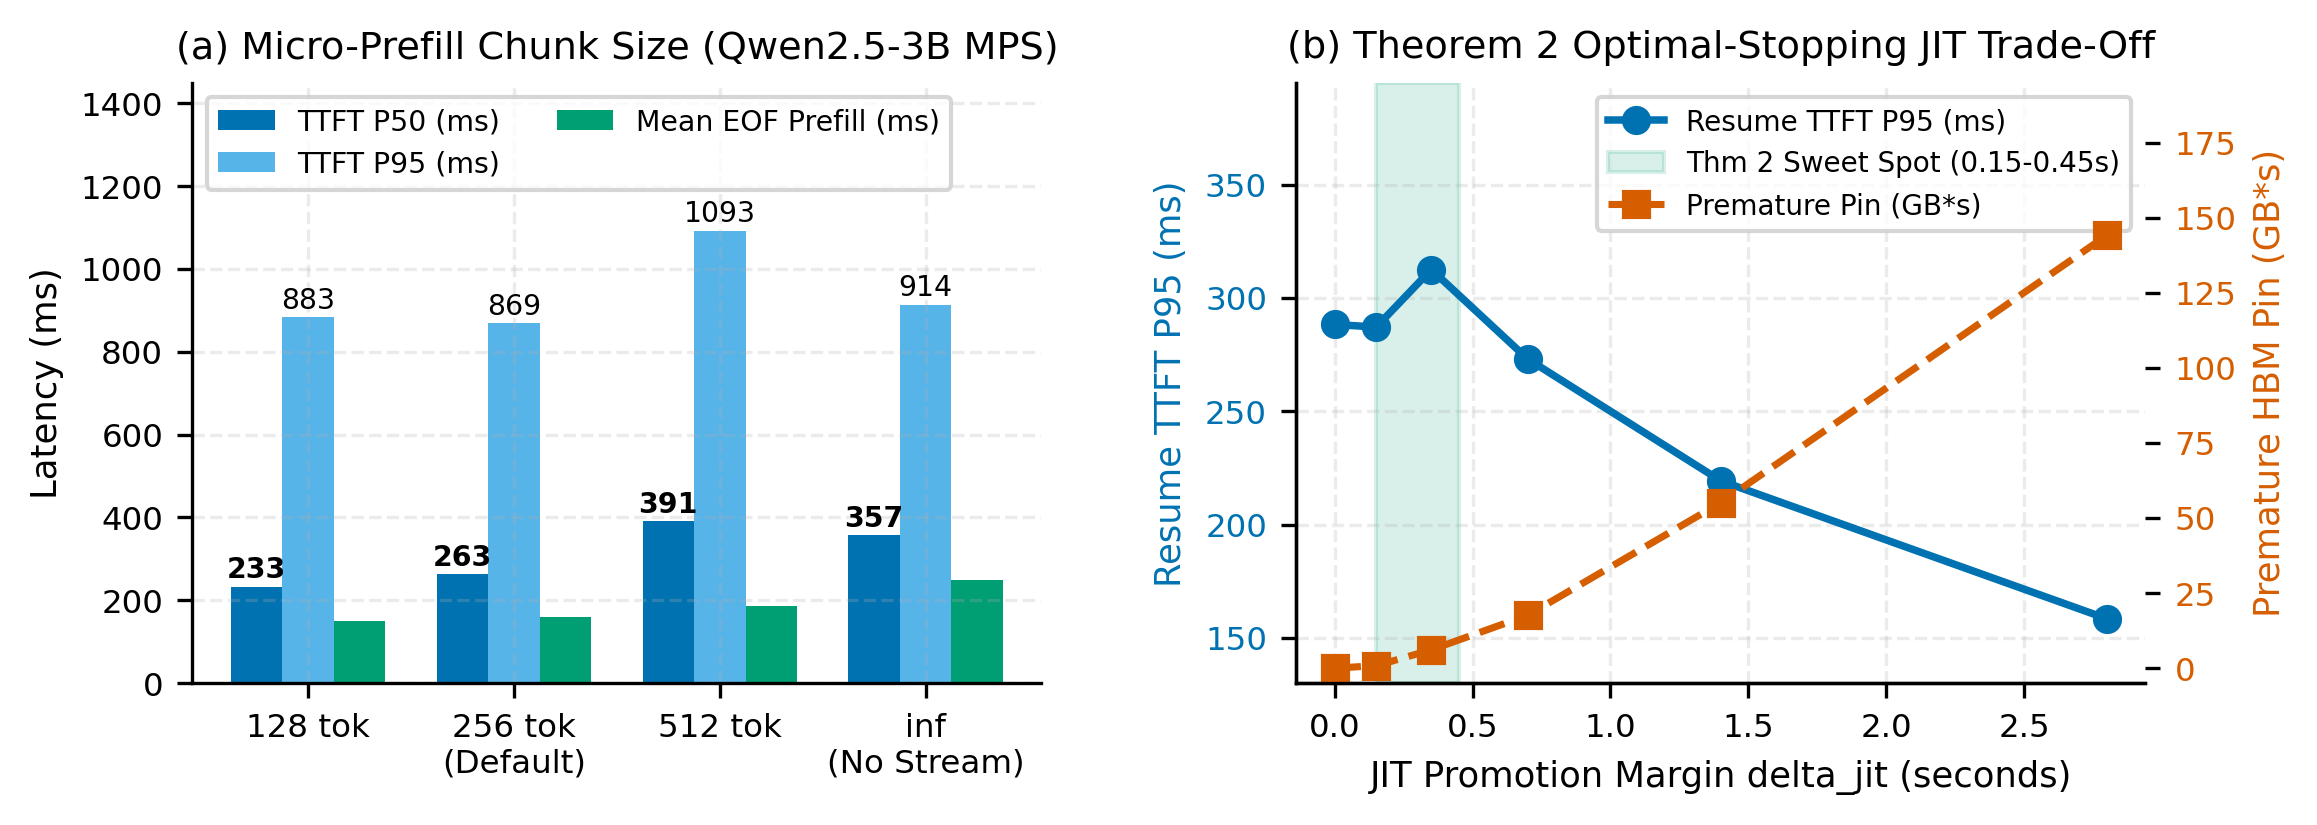 (a) Micro-Prefill Chunk Size (Qwen2.5-3B MPS)
TTFT P50 (ms)
TTFT P95 (ms)
Mean EOF Prefill (ms)
Latency (ms)
1400
1200
1000
800
600
400
200
0
233
883
263
869
391
1093
357
914
128 tok
256 tok
(Default)
512 tok
inf
(No Stream)
(b) Theorem 2 Optimal-Stopping JIT Trade-Off
Resume TTFT P95 (ms)
Thm 2 Sweet Spot (0.15-0.45s)
Premature Pin (GB*s)
Resume TTFT P95 (ms)
350
300
250
200
150
Premature HBM Pin (GB*s)
175
150
125
100
75
50
25
0
0.0
0.5
1.0
1.5
2.0
2.5
JIT Promotion Margin delta_jit (seconds)